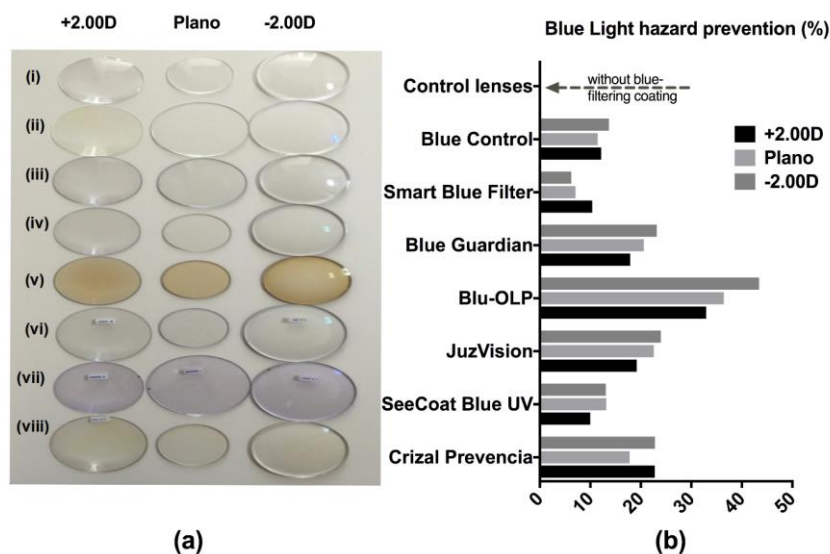 +2.00D Plano -2.00D
(i)
(ii)
(iii)
(iv)
(v)
(vi)
(vii)
(viii)
(a)
Blue Light hazard prevention (%)
Control lenses
without blue-
filtering coating
Blue Control
Smart Blue Filter
Blue Guardian
Blu-OLP
JuzVision
SeeCoat Blue UV
Crizal Prevencia
+2.00D
Plano
-2.00D
0 10 20 30 40 50
(b)